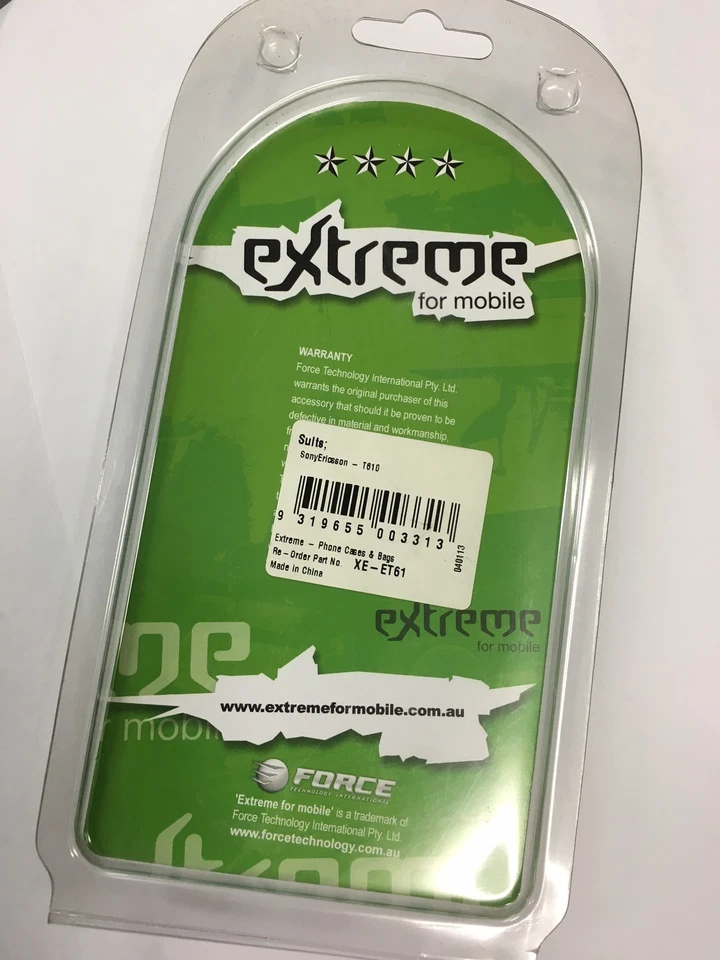 extreme
for mobile
WARRANTY
Force Technology International Pty. Ltd.
warrants the original purchaser of this
accessory that should it be proven to be
defective in material and workmanship,
Suits;
SonyEricsson - T610
9 319655 003313
040113
Extreme - Phone Cases & Bags
Re-Order Part No XE-ET61
Made in China
extreme
for mobile
me
r mobil
www.extremeformobile.com.au
FORCE
TECHNOLOGY INTERNATIONAL
'Extreme for mobile' is a trademark of
Force Technology International Pty. Ltd.
www.forcetechnology.com.au